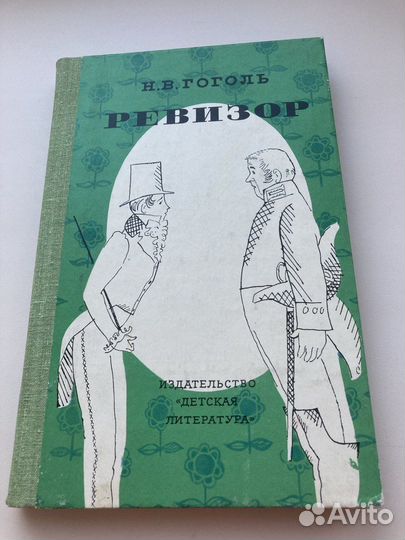 Н.В.ГОГОЛЬ
РЕВИЗОР
ИЗДАТЕЛЬСТВО
«ДЕТСКАЯ
ЛИТЕРАТУРА»
Avito